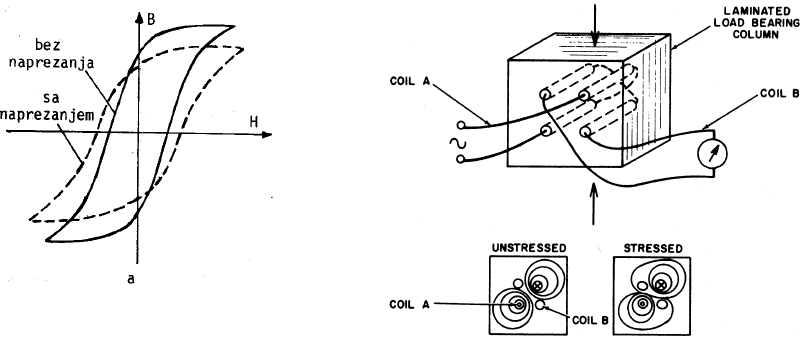 B
bez
naprezanja
sa
naprezanjem
H
a
LAMINATED
LOAD BEARING
COLUMN
COIL A
COIL B
UNSTRESSED
STRESSED
COIL A
COIL B